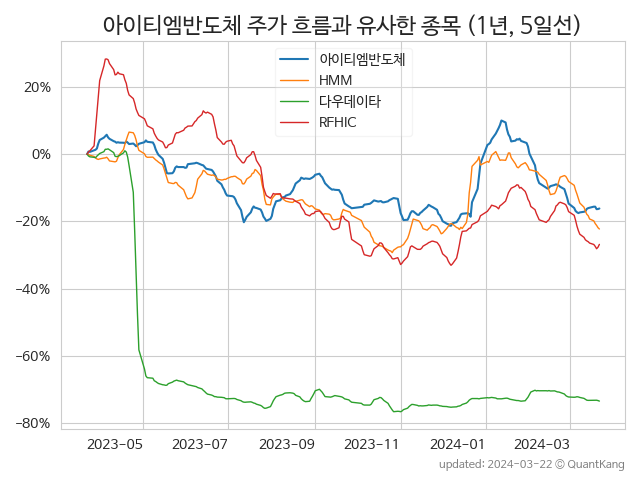 아이티엠반도체 주가 흐름과 유사한 종목 (1년, 5일선)
아이티엠반도체
HMM
다우데이타
RFHIC
20%
0%
−20%
−40%
−60%
−80%
2023−05
2023−07
2023−09
2023−11
2024−01
2024−03
updated: 2024−03−22 © QuantKang